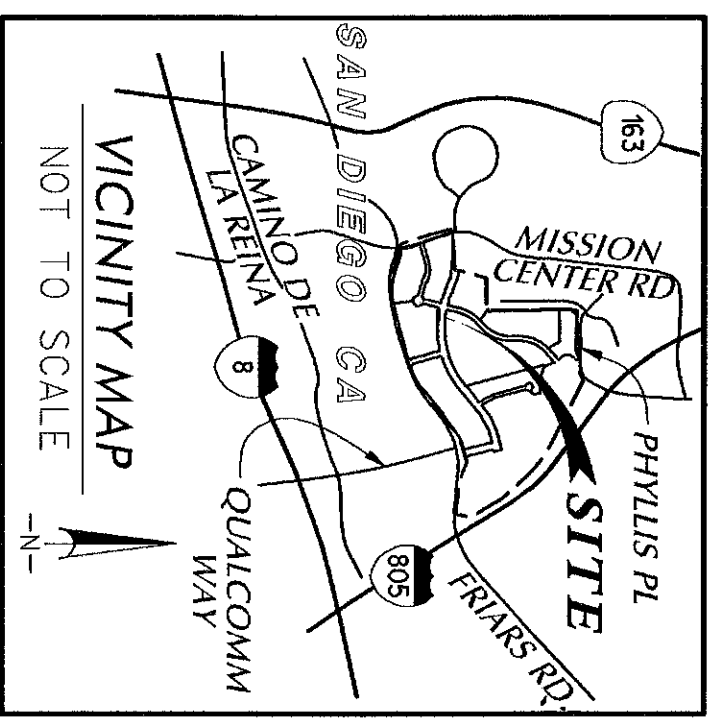 163
MISSION
CENTER RD
PHYLLIS PL
SITE
FRIARS RD.
805
QUALCOMM
WAY
8
CAMINO DE
LA REINA
SAN DIEGO CA
VICINITY MAP
NOT TO SCALE
-N-